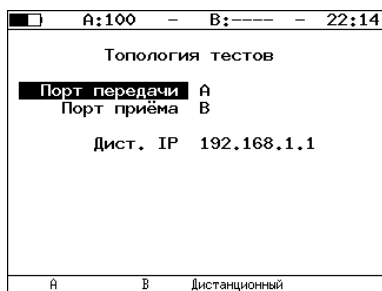 A:100 – B:---- – 22:14
Топология тестов
Порт передачи A
Порт приёма B
Дист. IP 192.168.1.1
A B Дистанционный